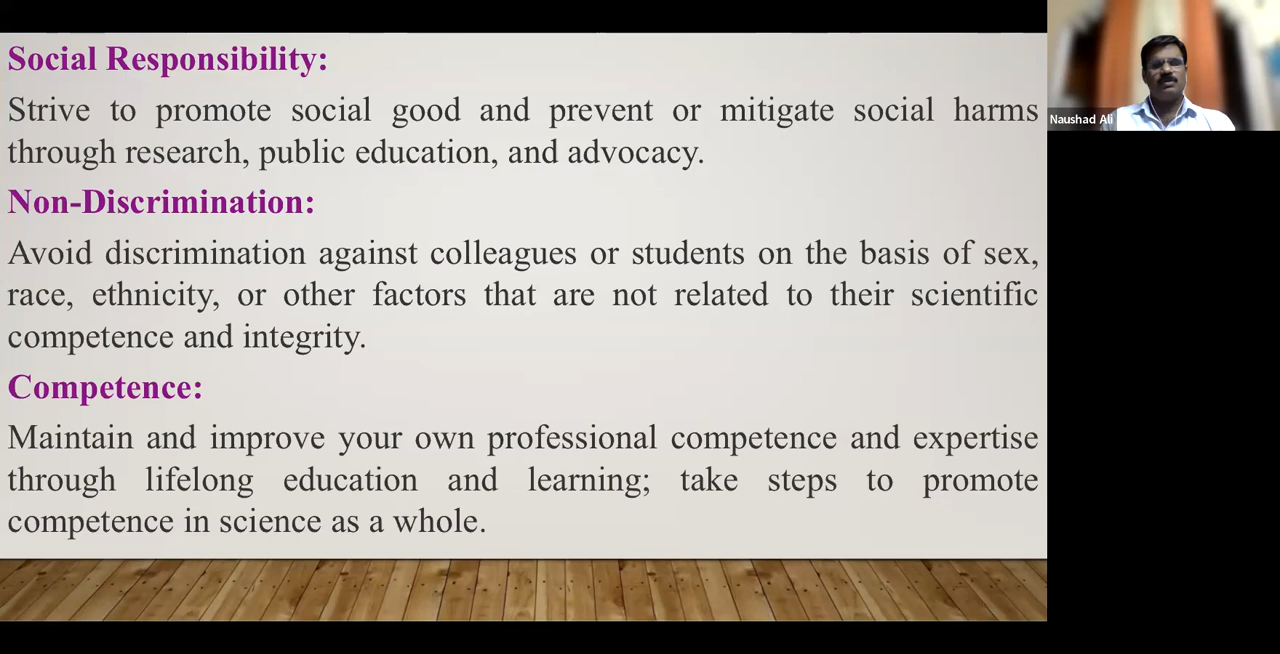 Social Responsibility:
Strive to promote social good and prevent or mitigate social harms
through research, public education, and advocacy.
Non-Discrimination:
Avoid discrimination against colleagues or students on the basis of sex,
race, ethnicity, or other factors that are not related to their scientific
competence and integrity.
Competence:
Maintain and improve your own professional competence and expertise
through lifelong education and learning; take steps to promote
competence in science as a whole.
Naushad Ali